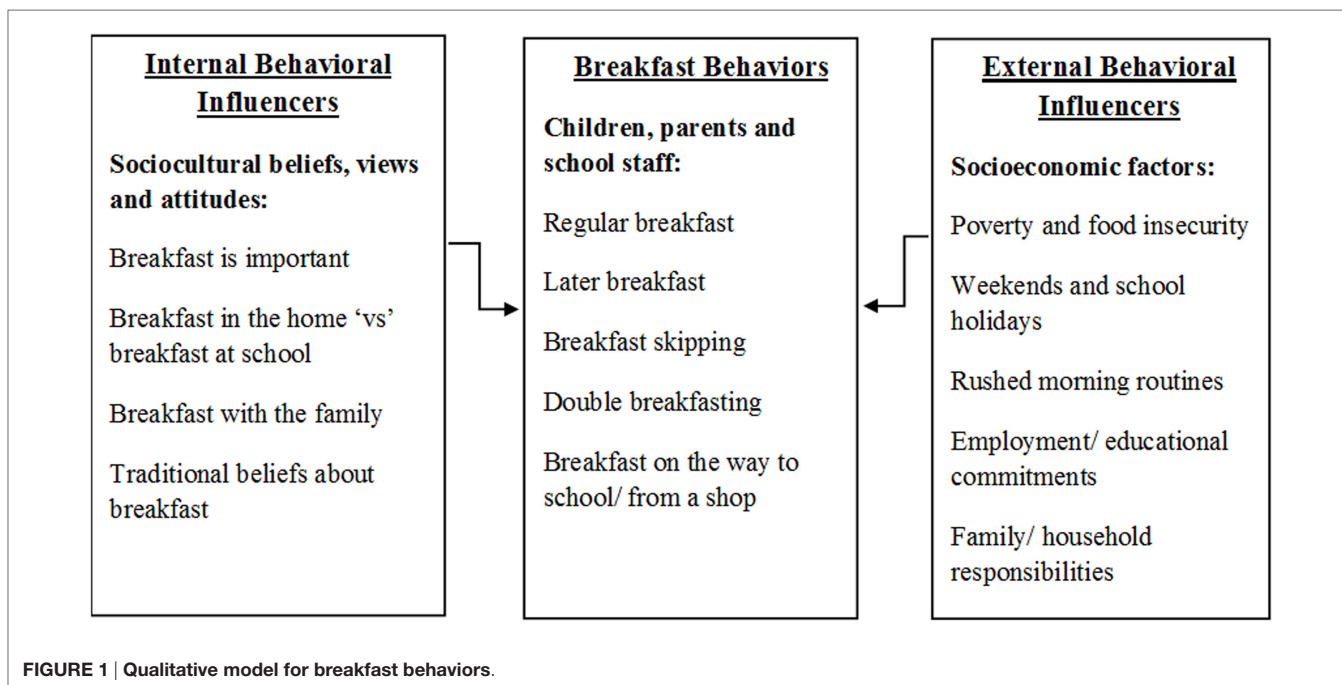 Internal Behavioral
Influencers
Sociocultural beliefs, views
and attitudes:
Breakfast is important
Breakfast in the home ‘vs’
breakfast at school
Breakfast with the family
Traditional beliefs about
breakfast
Breakfast Behaviors
Children, parents and
school staff:
Regular breakfast
Later breakfast
Breakfast skipping
Double breakfasting
Breakfast on the way to
school/ from a shop
External Behavioral
Influencers
Socioeconomic factors:
Poverty and food insecurity
Weekends and school
holidays
Rushed morning routines
Employment/ educational
commitments
Family/ household
responsibilities
FIGURE 1 | Qualitative model for breakfast behaviors.